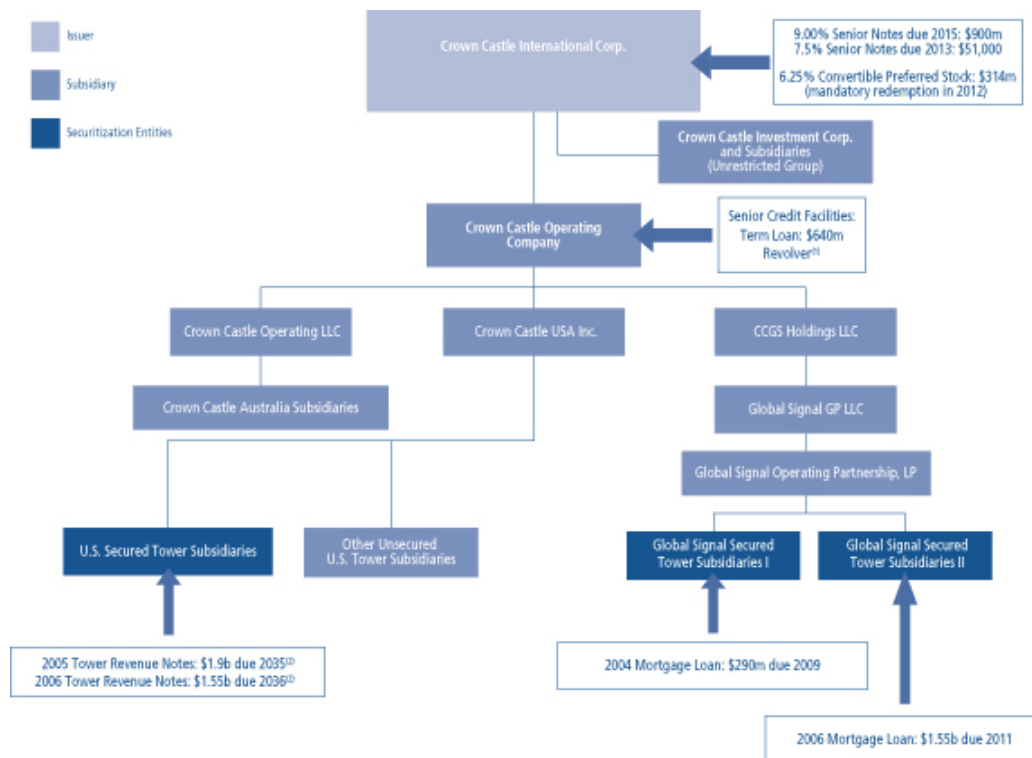 Issuer
Subsidiary
Securitization Entities
Crown Castle International Corp.
9.00% Senior Notes due 2015: $900m
7.5% Senior Notes due 2013: $51,000
6.25% Convertible Preferred Stock: $314m
(mandatory redemption in 2012)
Crown Castle Investment Corp.
and Subsidiaries
(Unrestricted Group)
Crown Castle Operating
Company
Senior Credit Facilities:
Term Loan: $640m
Revolver(1)
Crown Castle Operating LLC
Crown Castle USA Inc.
CCGS Holdings LLC
Crown Castle Australia Subsidiaries
Global Signal GP LLC
Global Signal Operating Partnership, LP
U.S. Secured Tower Subsidiaries
Other Unsecured
U.S. Tower Subsidiaries
Global Signal Secured
Tower Subsidiaries I
Global Signal Secured
Tower Subsidiaries II
2005 Tower Revenue Notes: $1.9b due 2035(2)
2006 Tower Revenue Notes: $1.55b due 2036(2)
2004 Mortgage Loan: $290m due 2009
2006 Mortgage Loan: $1.55b due 2011